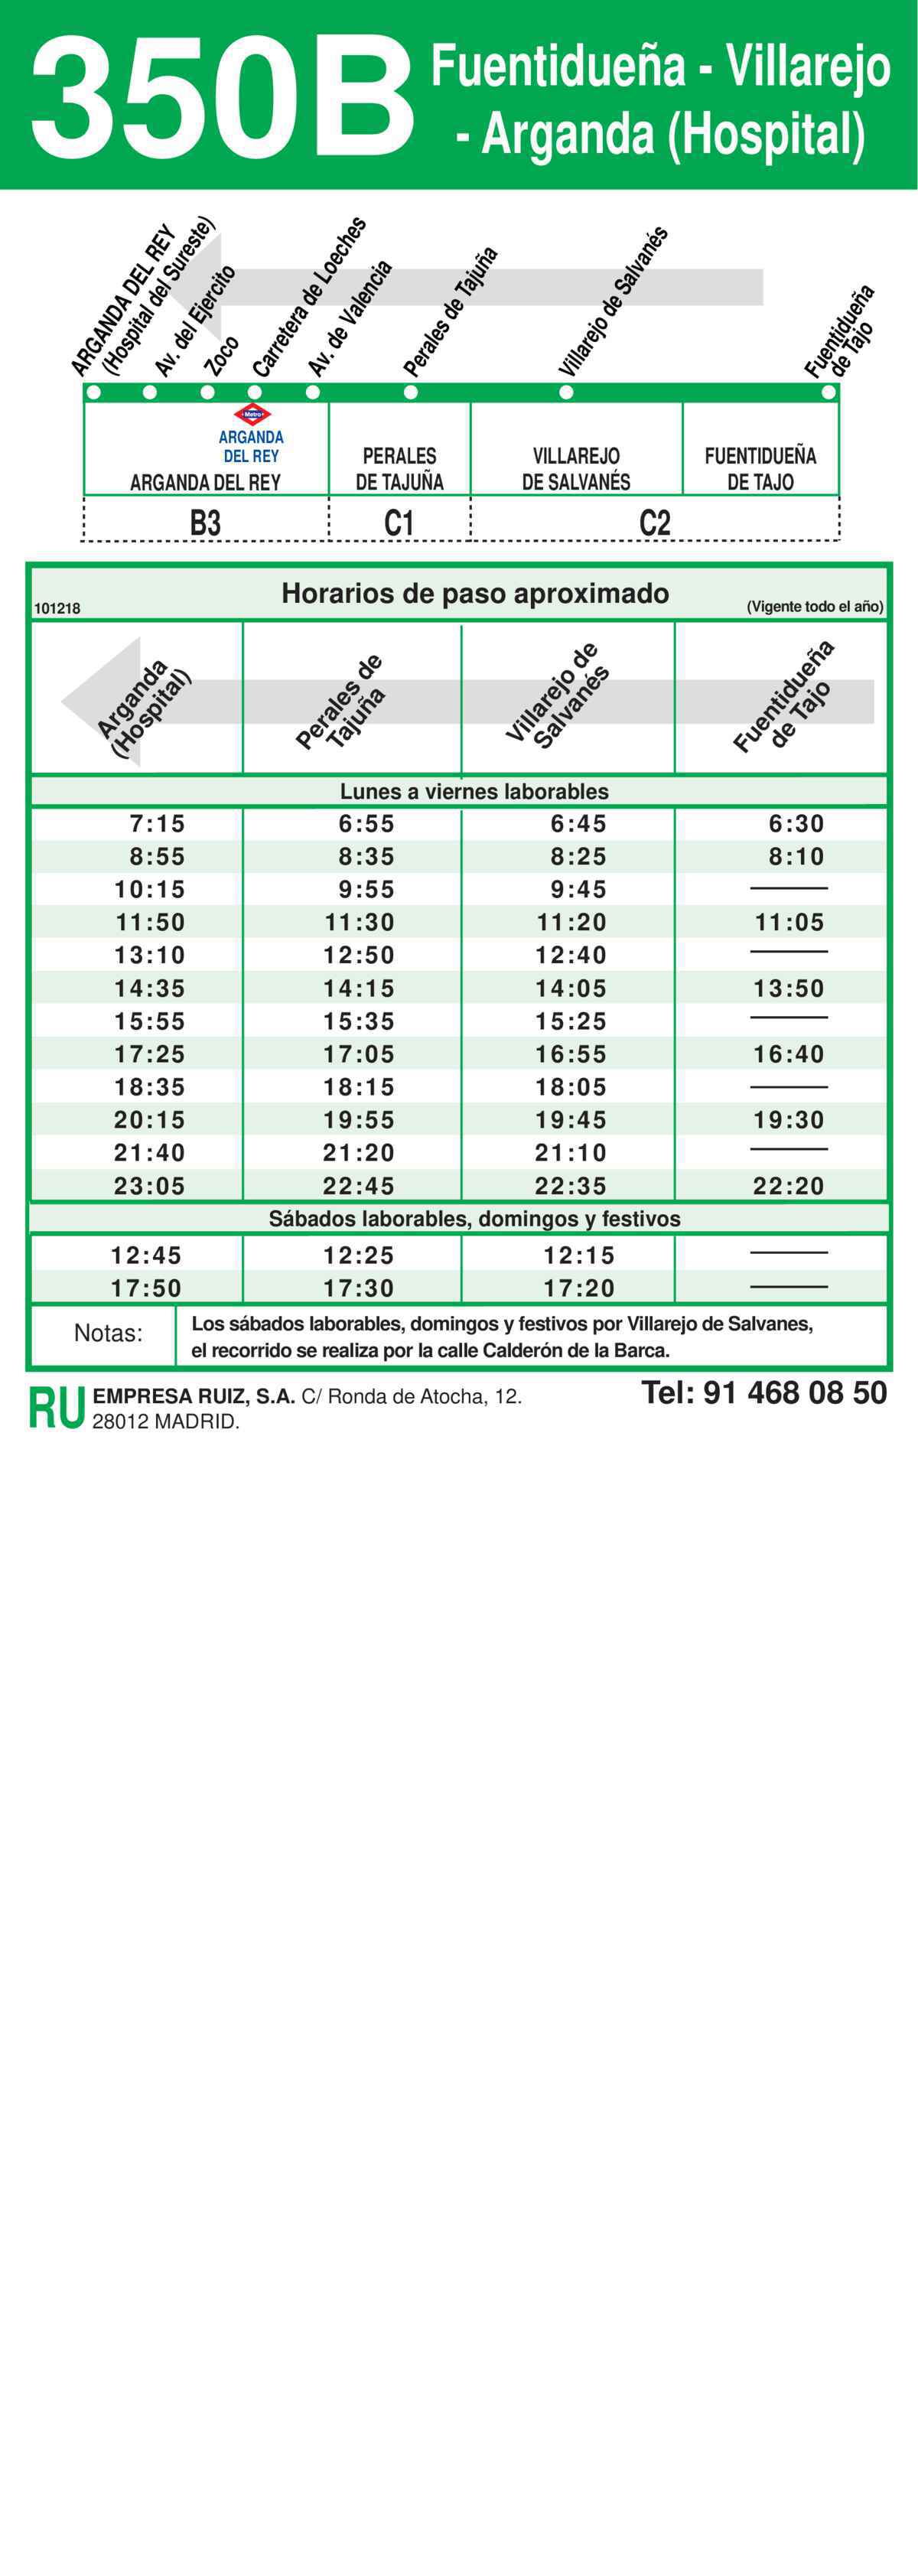 350B
Fuentidueña - Villarejo
- Arganda (Hospital)
ARGANDA DEL REY
(Hospital del Sureste)
Av. del Ejercito
Zoco
Carretera de Loeches
Av. de Valencia
Perales de Tajuña
Villarejo de Salvanés
Fuentidueña
de Tajo
Metro
ARGANDA
DEL REY
ARGANDA DEL REY
PERALES
DE TAJUÑA
VILLAREJO
DE SALVANÉS
FUENTIDUEÑA
DE TAJO
B3 C1 C2
101218 Horarios de paso aproximado (Vigente todo el año)
Arganda
(Hospital)
Perales de
Tajuña
Villarejo de
Salvanés
Fuentidueña
de Tajo
Lunes a viernes laborables
7:15 6:55 6:45 6:30
8:55 8:35 8:25 8:10
10:15 9:55 9:45 ———
11:50 11:30 11:20 11:05
13:10 12:50 12:40 ———
14:35 14:15 14:05 13:50
15:55 15:35 15:25 ———
17:25 17:05 16:55 16:40
18:35 18:15 18:05 ———
20:15 19:55 19:45 19:30
21:40 21:20 21:10 ———
23:05 22:45 22:35 22:20
Sábados laborables, domingos y festivos
12:45 12:25 12:15 ———
17:50 17:30 17:20 ———
Notas:
Los sábados laborables, domingos y festivos por Villarejo de Salvanes,
el recorrido se realiza por la calle Calderón de la Barca.
RU EMPRESA RUIZ, S.A. C/ Ronda de Atocha, 12. Tel: 91 468 08 50
28012 MADRID.